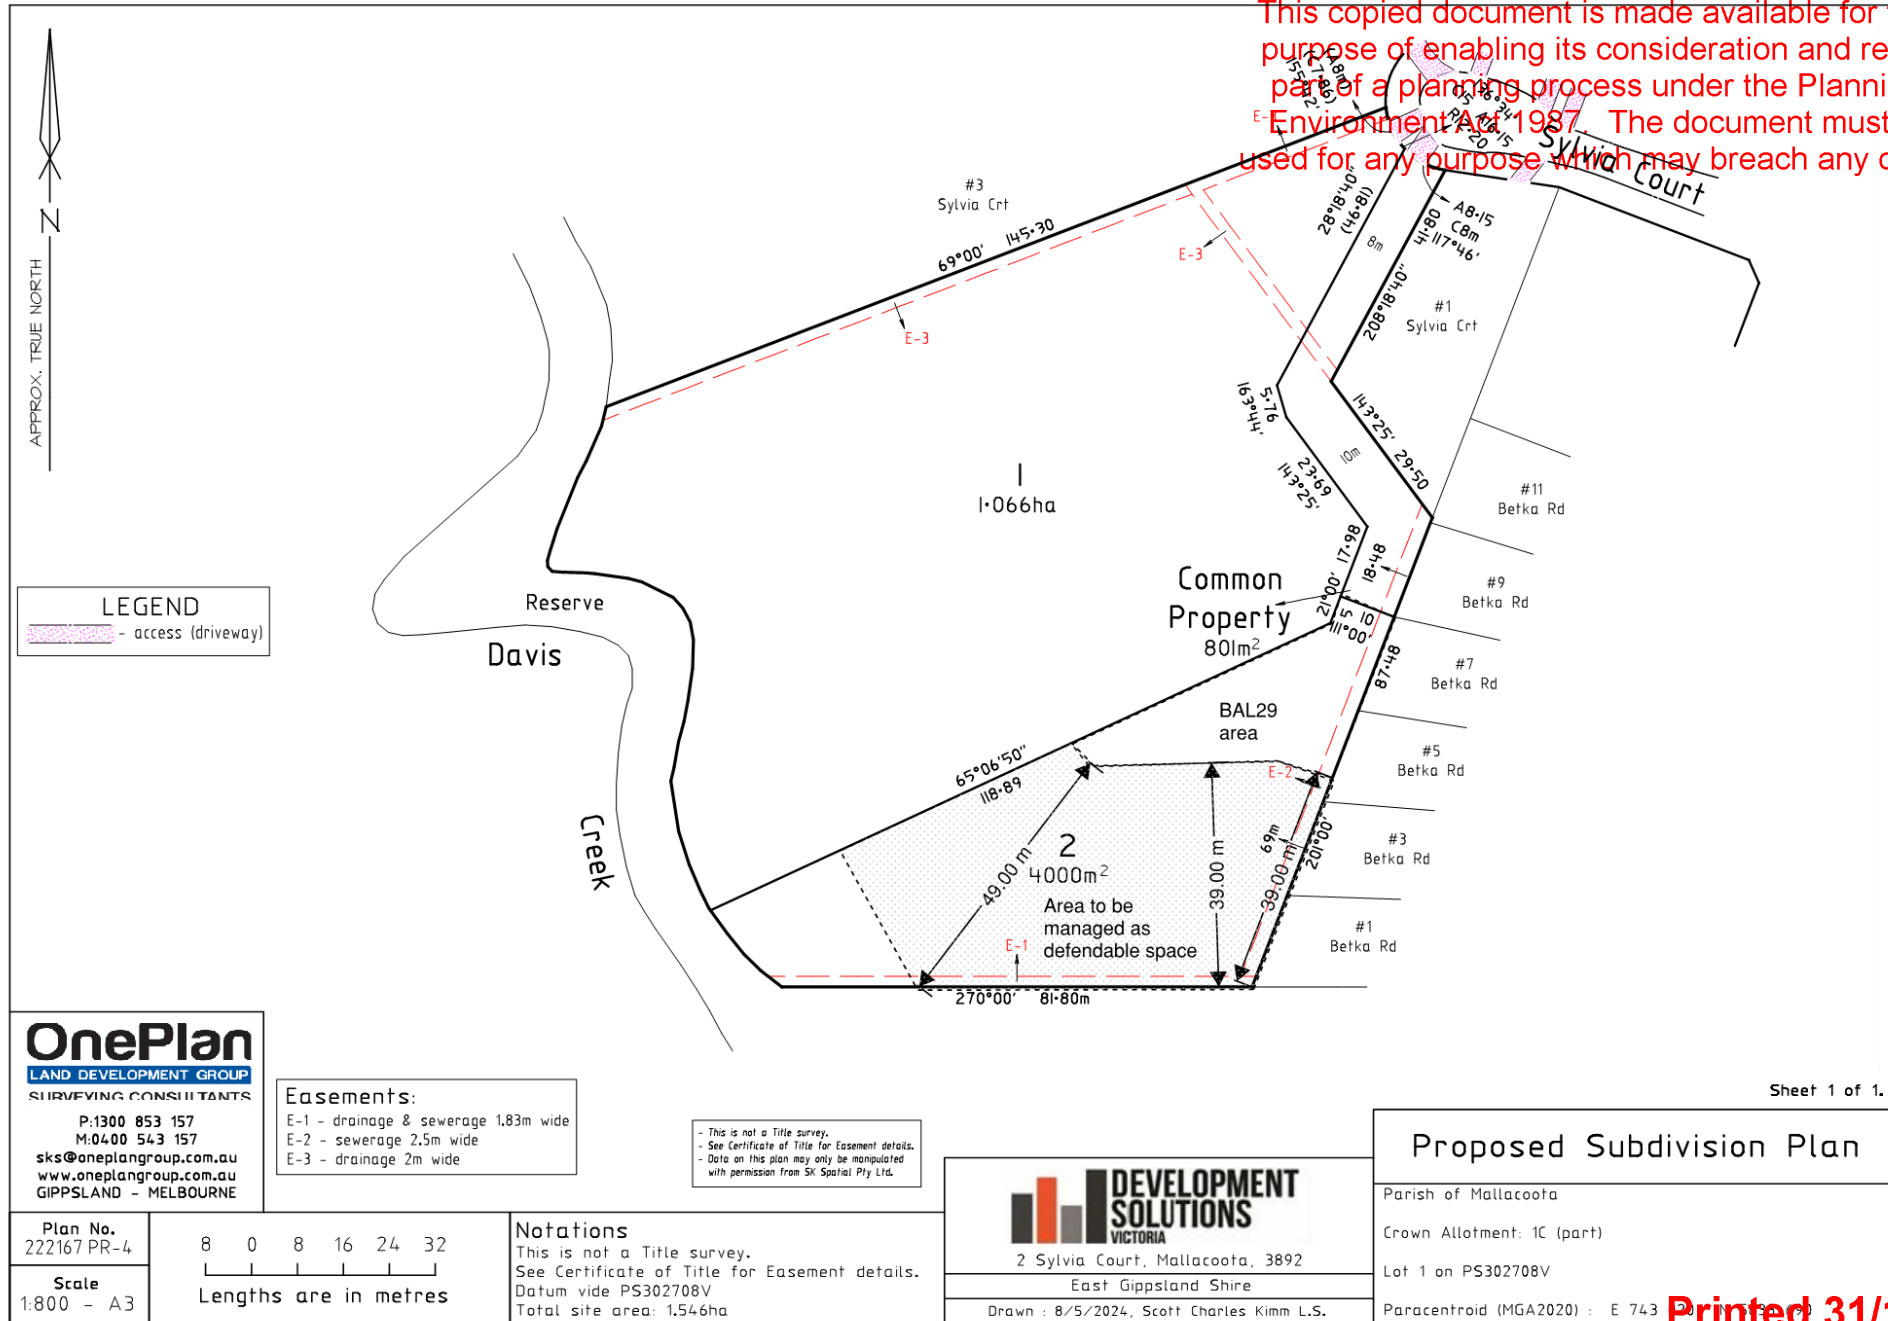 This copied document is made available for
purpose of enabling its consideration and re
part of a planning process under the Planni
Environment Act 1987. The document must
used for any purpose which may breach any
(A8m)
(C7·86)
155°12'
136°34'
C15 A16·15
R12·20
Sylvia Court
E-
#3
Sylvia Crt
69°00' 145·30
E-3
E-3
28°18'40"
(46·81)
8m
A8·15
C8m
117°46'
41·80
208°18'40"
#1
Sylvia Crt
N
APPROX. TRUE NORTH
5·76
163°44'
143°25' 29·50
10m
23·69
143°25'
1
1·066ha
#11
Betka Rd
17·98
21°00'
18·48
#9
Betka Rd
Common
Property
801m²
5 10
111°00'
LEGEND
- access (driveway)
Reserve
Davis
Creek
#7
Betka Rd
87·48
BAL29
area
#5
Betka Rd
65°06'50"
118·89
E-2
69m
201°00'
#3
Betka Rd
2
4000m²
49.00 m
39.00 m
39.00 m
Area to be
managed as
defendable space
E-1
#1
Betka Rd
270°00' 81·80m
OnePlan
LAND DEVELOPMENT GROUP
SURVEYING CONSULTANTS
P:1300 853 157
M:0400 543 157
sks@oneplangroup.com.au
www.oneplangroup.com.au
GIPPSLAND - MELBOURNE
Easements:
E-1 - drainage & sewerage 1.83m wide
E-2 - sewerage 2.5m wide
E-3 - drainage 2m wide
- This is not a Title survey.
- See Certificate of Title for Easement details.
- Data on this plan may only be manipulated
with permission from SK Spatial Pty Ltd.
Sheet 1 of 1.
Proposed Subdivision Plan
Parish of Mallacoota
Crown Allotment: 1C (part)
Lot 1 on PS302708V
Paracentroid (MGA2020) : E 743
Printed 31/
DEVELOPMENT
SOLUTIONS
VICTORIA
2 Sylvia Court, Mallacoota, 3892
East Gippsland Shire
Drawn : 8/5/2024, Scott Charles Kimm L.S.
Plan No.
222167 PR-4
Scale
1:800 - A3
8 0 8 16 24 32
Lengths are in metres
Notations
This is not a Title survey.
See Certificate of Title for Easement details.
Datum vide PS302708V
Total site area: 1.546ha